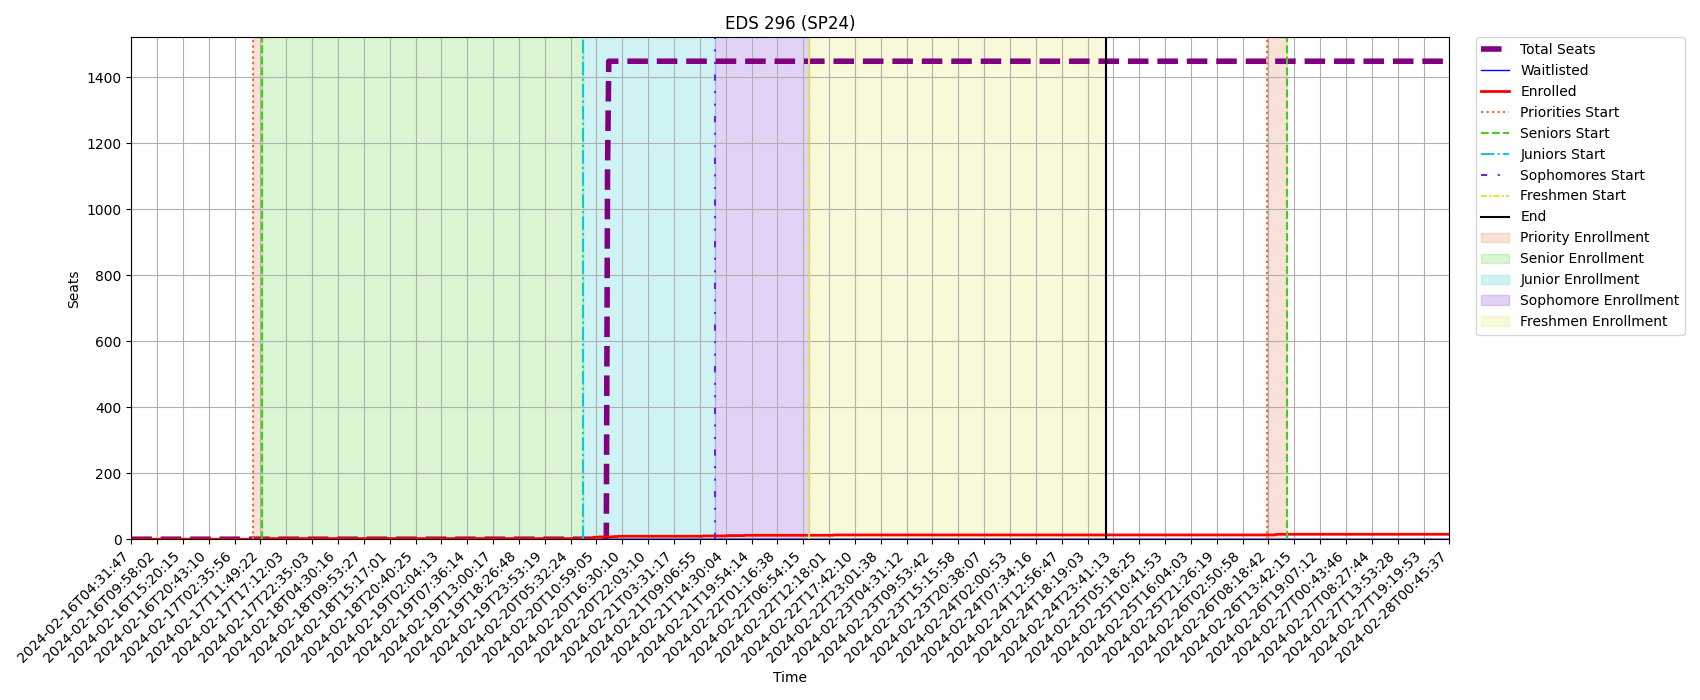 EDS 296 (SP24)
1400
1200
1000
800
600
400
200
0
Seats
2024-02-16T04:31:47
2024-02-16T09:58:02
2024-02-16T15:20:15
2024-02-16T20:43:10
2024-02-17T02:35:56
2024-02-17T11:49:22
2024-02-17T17:12:03
2024-02-17T22:35:03
2024-02-18T04:30:16
2024-02-18T09:53:27
2024-02-18T15:17:01
2024-02-18T20:40:25
2024-02-19T02:04:13
2024-02-19T07:36:14
2024-02-19T13:00:17
2024-02-19T18:26:48
2024-02-19T23:53:19
2024-02-20T05:32:24
2024-02-20T10:59:05
2024-02-20T16:30:10
2024-02-20T22:03:10
2024-02-21T03:31:17
2024-02-21T09:06:55
2024-02-21T14:30:04
2024-02-21T19:54:14
2024-02-22T01:16:38
2024-02-22T06:54:15
2024-02-22T12:18:01
2024-02-22T17:42:10
2024-02-22T23:01:38
2024-02-23T04:31:12
2024-02-23T09:53:42
2024-02-23T15:15:58
2024-02-23T20:38:07
2024-02-24T02:00:53
2024-02-24T07:34:16
2024-02-24T12:56:47
2024-02-24T18:19:03
2024-02-24T23:41:13
2024-02-25T05:18:25
2024-02-25T10:41:53
2024-02-25T16:04:03
2024-02-25T21:26:19
2024-02-26T02:50:58
2024-02-26T08:18:42
2024-02-26T13:42:15
2024-02-26T19:07:12
2024-02-27T00:43:46
2024-02-27T08:27:44
2024-02-27T13:53:28
2024-02-27T19:19:53
2024-02-28T00:45:37
Time
Total Seats
Waitlisted
Enrolled
Priorities Start
Seniors Start
Juniors Start
Sophomores Start
Freshmen Start
End
Priority Enrollment
Senior Enrollment
Junior Enrollment
Sophomore Enrollment
Freshmen Enrollment